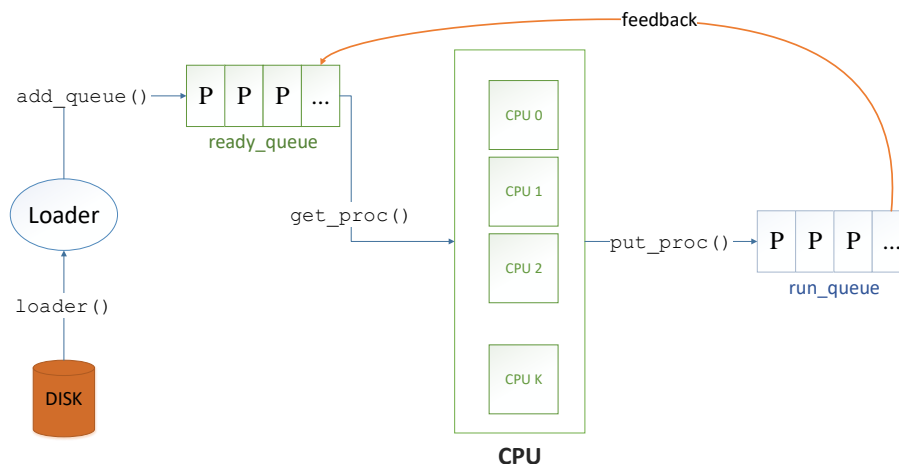 feedback
add_queue()
P P P ...
ready_queue
CPU 0
CPU 1
CPU 2
CPU K
CPU
Loader
get_proc()
put_proc()
P P P ...
run_queue
loader()
DISK